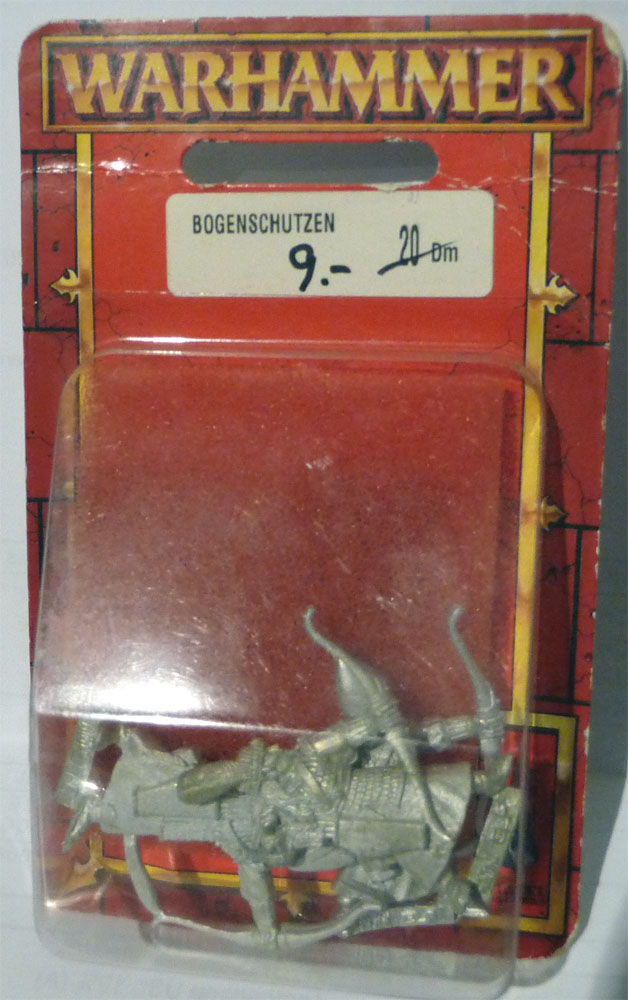 WARHAMMER
BOGENSCHUTZEN
9.- 20 Dm